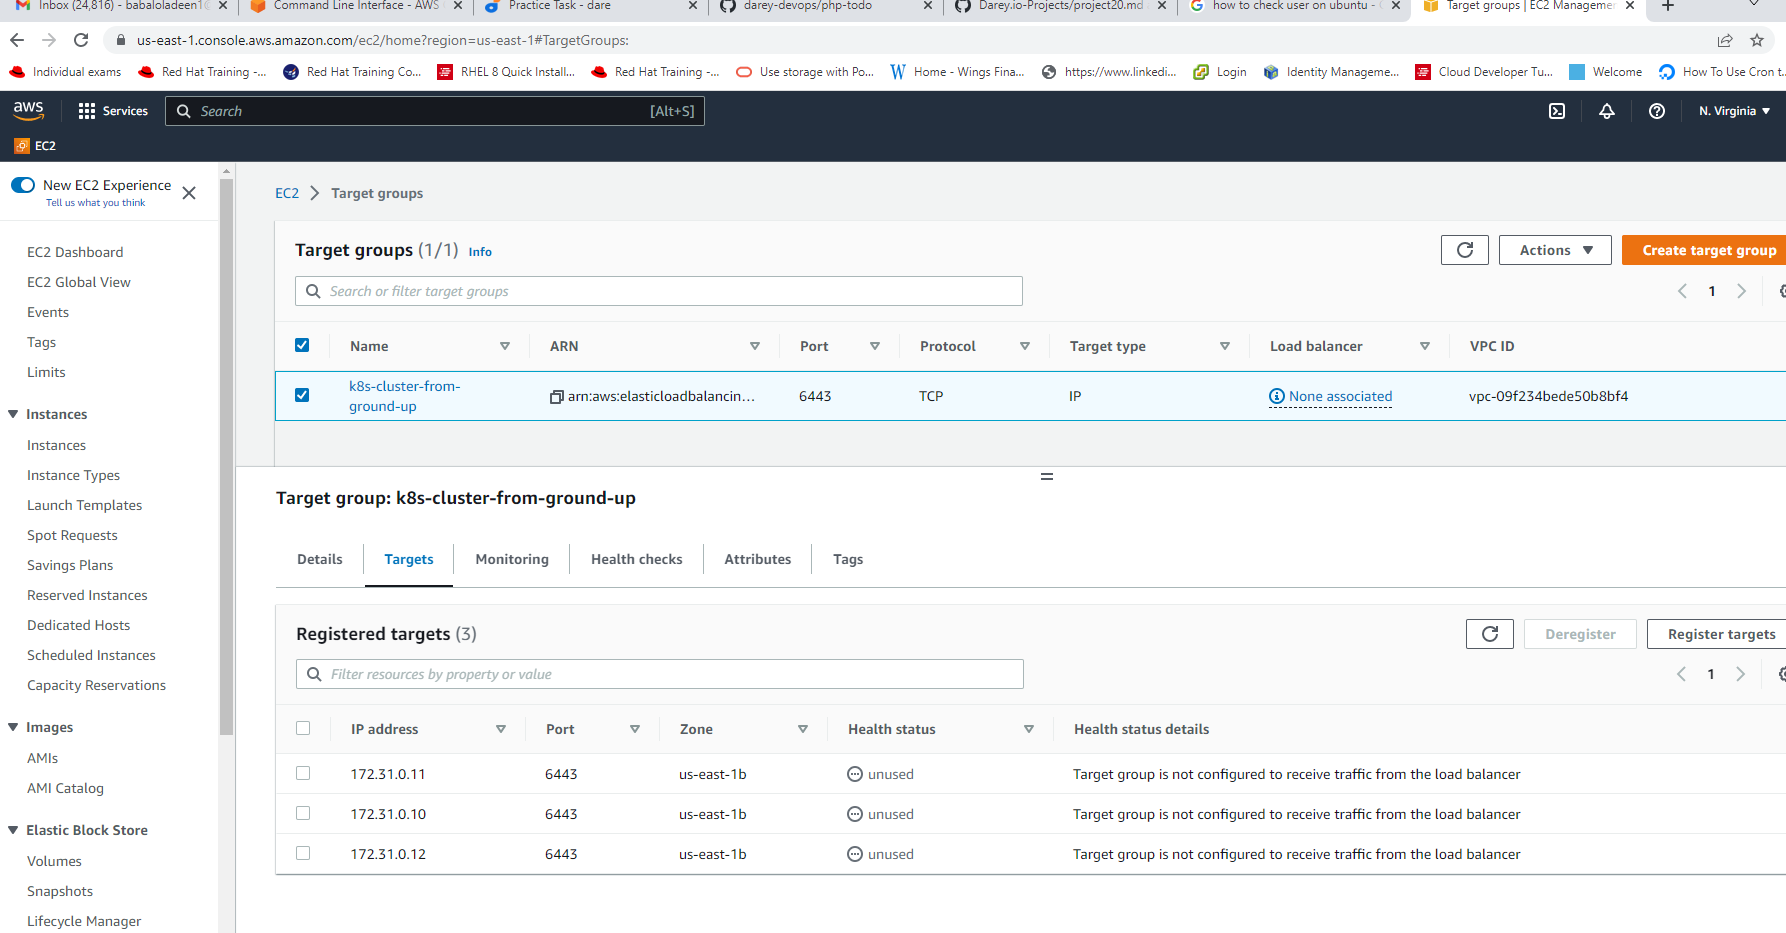 Inbox (24,816) - babaloladeen1@
Command Line Interface - AWS
Practice Task - dare
darey-devops/php-todo
Darey.io-Projects/project20.md
how to check user on ubuntu -
Target groups | EC2 Managemen
us-east-1.console.aws.amazon.com/ec2/home?region=us-east-1#TargetGroups:
Individual exams
Red Hat Training -...
Red Hat Training Co...
RHEL 8 Quick Install...
Red Hat Training -...
Use storage with Po...
Home - Wings Fina...
https://www.linkedi...
Login
Identity Manageme...
Cloud Developer Tu...
Welcome
How To Use Cron t..
aws
Services
Search
[Alt+S]
N. Virginia
EC2
New EC2 Experience
Tell us what you think
EC2 Dashboard
EC2 Global View
Events
Tags
Limits
Instances
Instances
Instance Types
Launch Templates
Spot Requests
Savings Plans
Reserved Instances
Dedicated Hosts
Scheduled Instances
Capacity Reservations
Images
AMIs
AMI Catalog
Elastic Block Store
Volumes
Snapshots
Lifecycle Manager
EC2 > Target groups
Target groups (1/1) Info
Actions
Create target group
Search or filter target groups
1
Name ARN Port Protocol Target type Load balancer VPC ID
k8s-cluster-from-
ground-up
arn:aws:elasticloadbalancin... 6443 TCP IP None associated vpc-09f234bede50b8bf4
Target group: k8s-cluster-from-ground-up
Details Targets Monitoring Health checks Attributes Tags
Registered targets (3)
Deregister
Register targets
Filter resources by property or value
1
IP address Port Zone Health status Health status details
172.31.0.11 6443 us-east-1b unused Target group is not configured to receive traffic from the load balancer
172.31.0.10 6443 us-east-1b unused Target group is not configured to receive traffic from the load balancer
172.31.0.12 6443 us-east-1b unused Target group is not configured to receive traffic from the load balancer